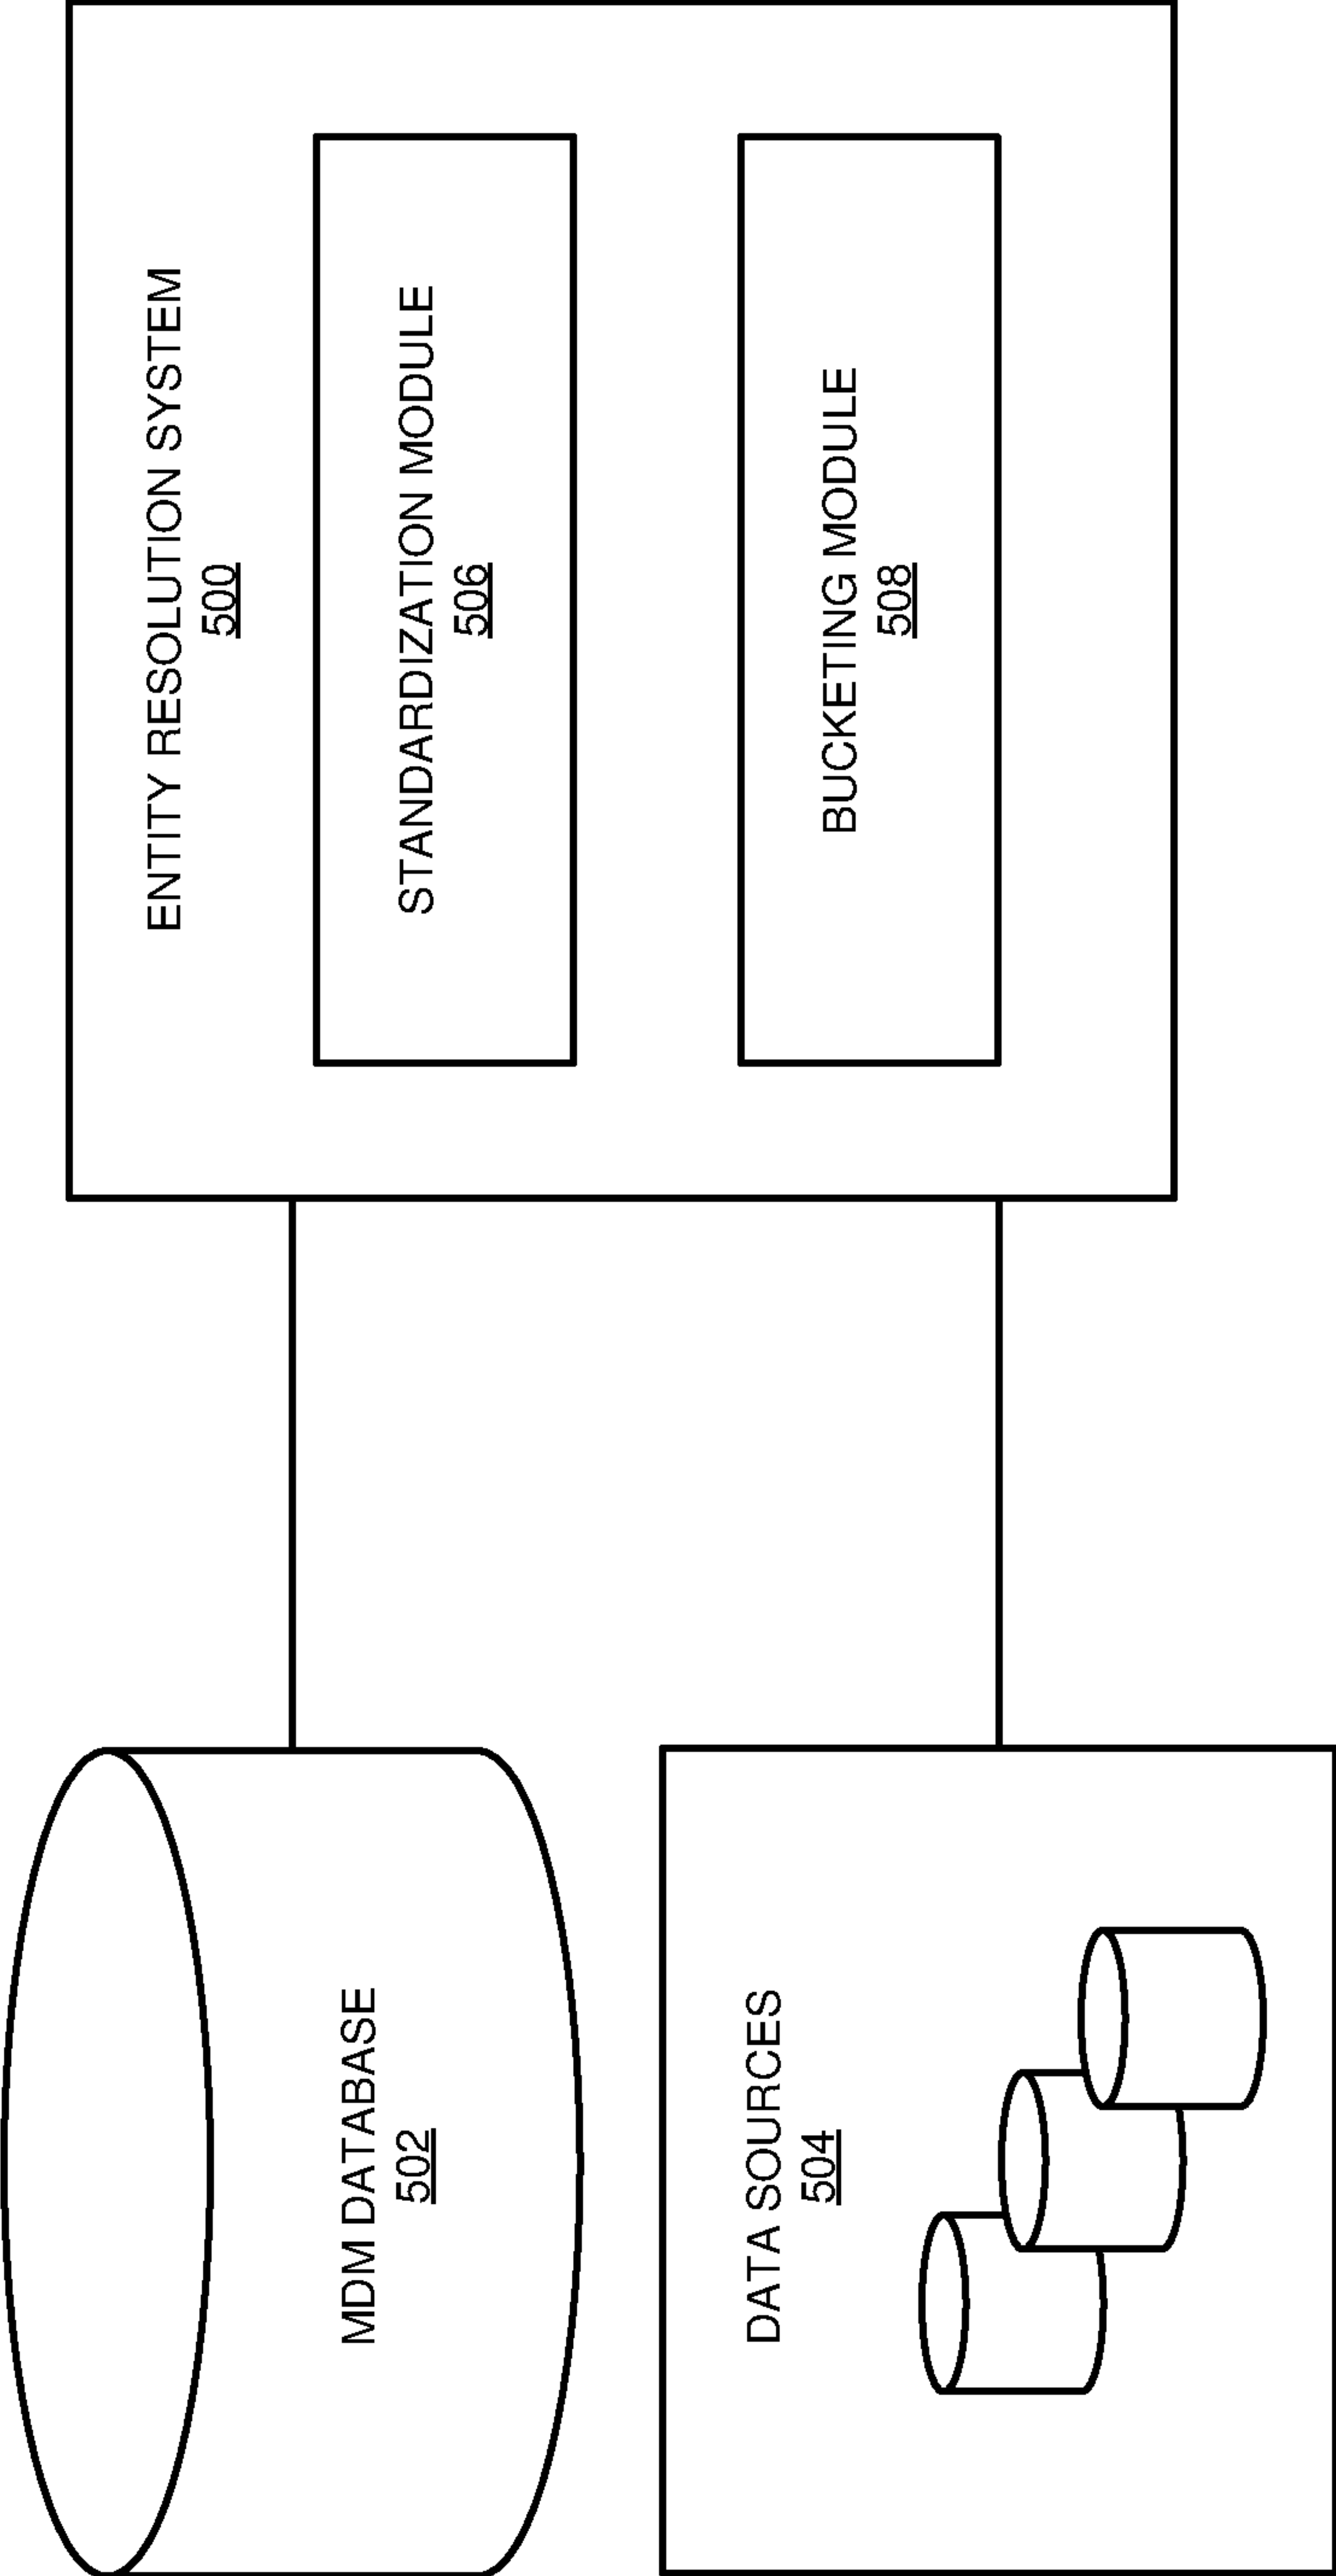 MDM DATABASE
502
DATA SOURCES
504
ENTITY RESOLUTION SYSTEM
500
STANDARDIZATION MODULE
506
BUCKETING MODULE
508